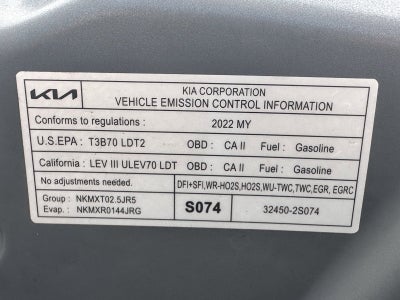 KIA
KIA CORPORATION
VEHICLE EMISSION CONTROL INFORMATION
Conforms to regulations : 2022 MY
U.S.EPA : T3B70 LDT2 OBD : CA II Fuel : Gasoline
California : LEV III ULEV70 LDT OBD : CA II Fuel : Gasoline
No adjustments needed.
DFI+SFI,WR-HO2S,HO2S,WU-TWC,TWC,EGR, EGRC
Group : NKMXT02.5JR5
Evap. : NKMXR0144JRG
S074
32450-2S074